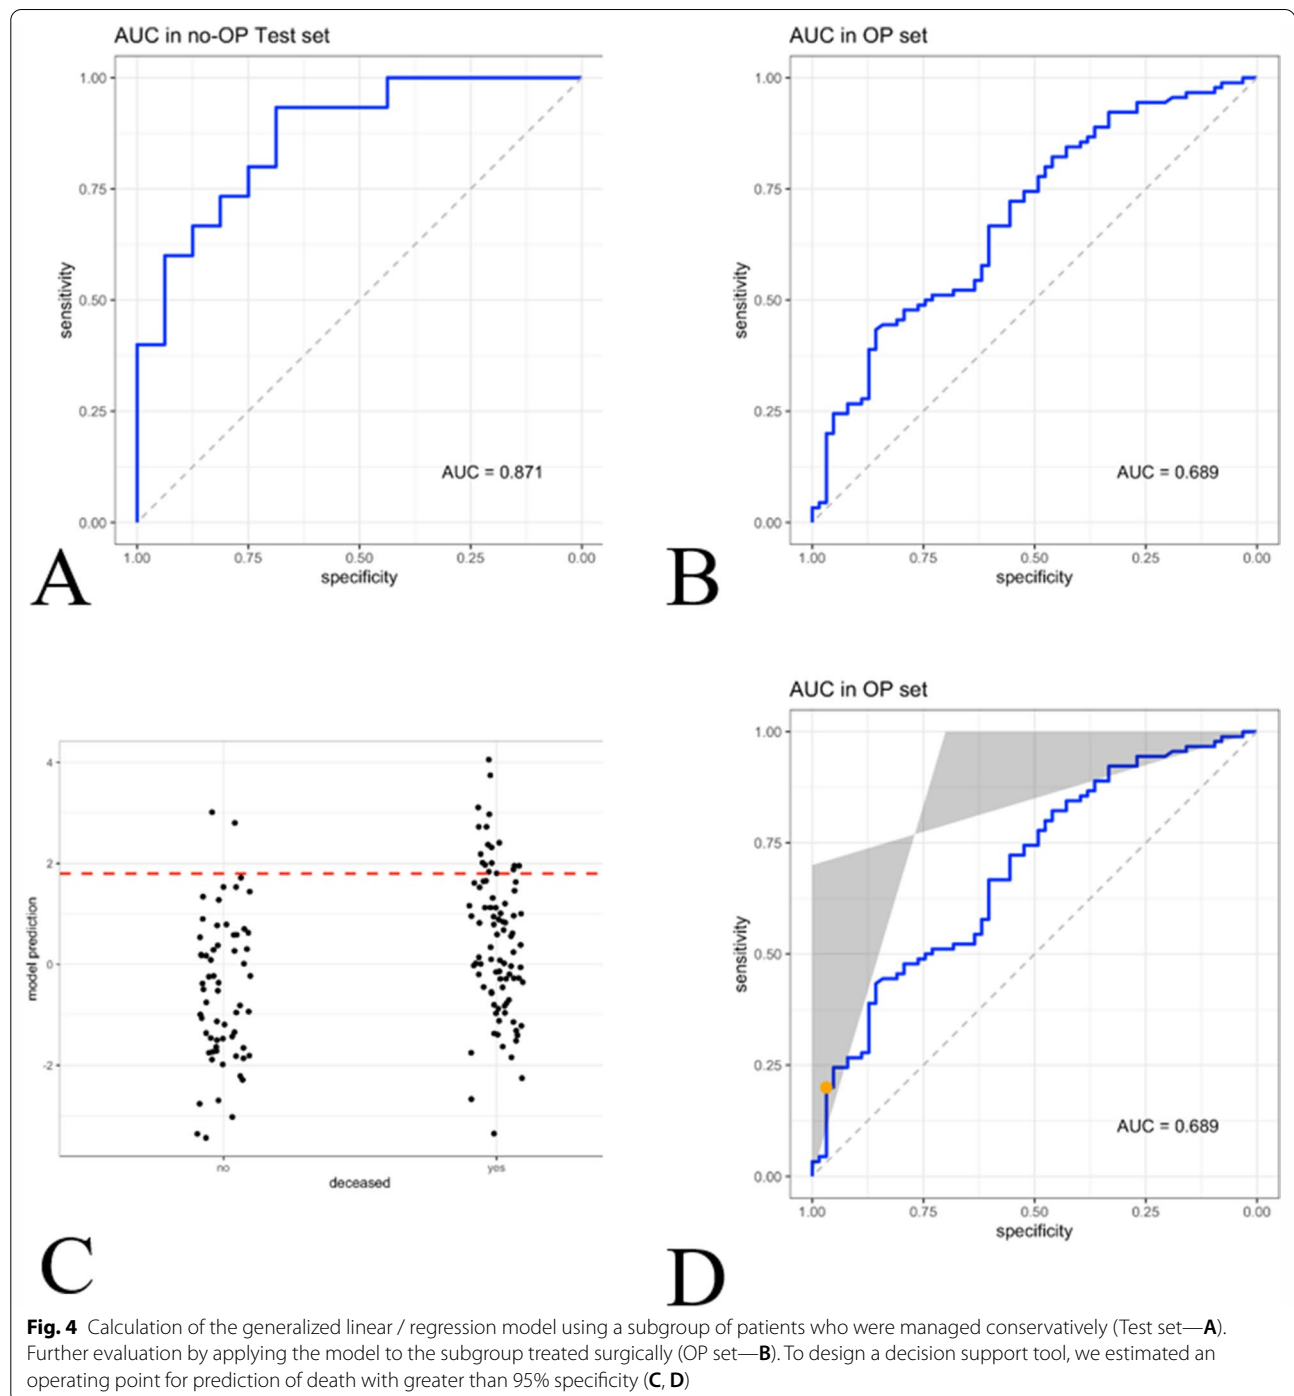 AUC in no-OP Test set
1.00
0.75
0.50
0.25
0.00
sensitivity
AUC = 0.871
1.00 0.75 0.50 0.25 0.00
specificity
A
AUC in OP set
1.00
0.75
0.50
0.25
0.00
sensitivity
AUC = 0.689
1.00 0.75 0.50 0.25 0.00
specificity
B
4
2
0
-2
model prediction
no yes
deceased
C
AUC in OP set
1.00
0.75
0.50
0.25
0.00
sensitivity
AUC = 0.689
1.00 0.75 0.50 0.25 0.00
specificity
D
Fig. 4 Calculation of the generalized linear / regression model using a subgroup of patients who were managed conservatively (Test set—A).
Further evaluation by applying the model to the subgroup treated surgically (OP set—B). To design a decision support tool, we estimated an
operating point for prediction of death with greater than 95% specificity (C, D)